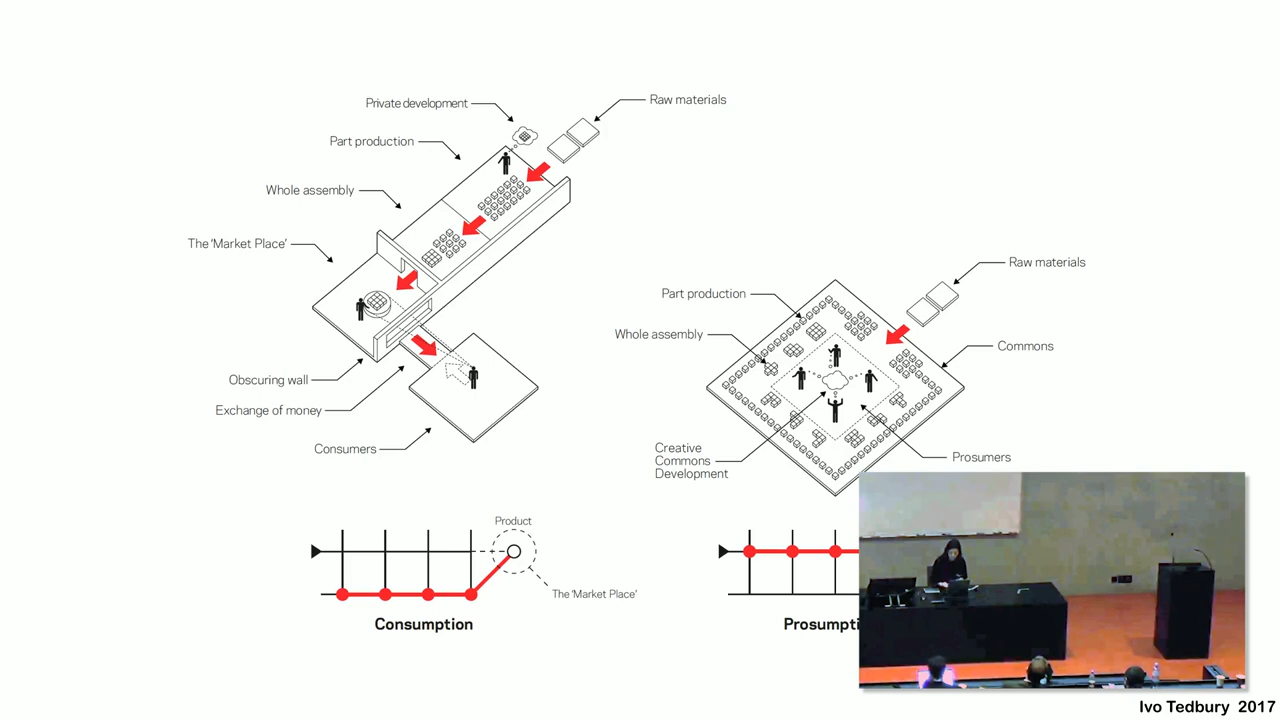 Private development
Raw materials
Part production
Whole assembly
The 'Market Place'
Obscuring wall
Exchange of money
Consumers
Raw materials
Part production
Whole assembly
Commons
Creative
Commons
Development
Prosumers
Product
The 'Market Place'
Consumption
Prosumpti
Ivo Tedbury 2017